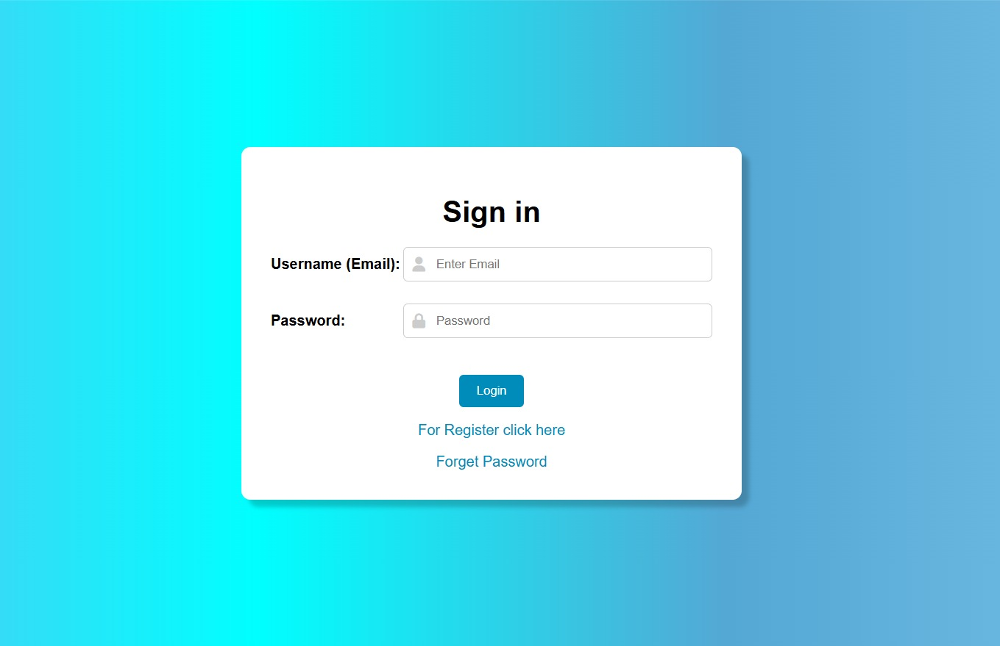 Sign in
Username (Email): Enter Email
Password: Password
Login
For Register click here
Forget Password